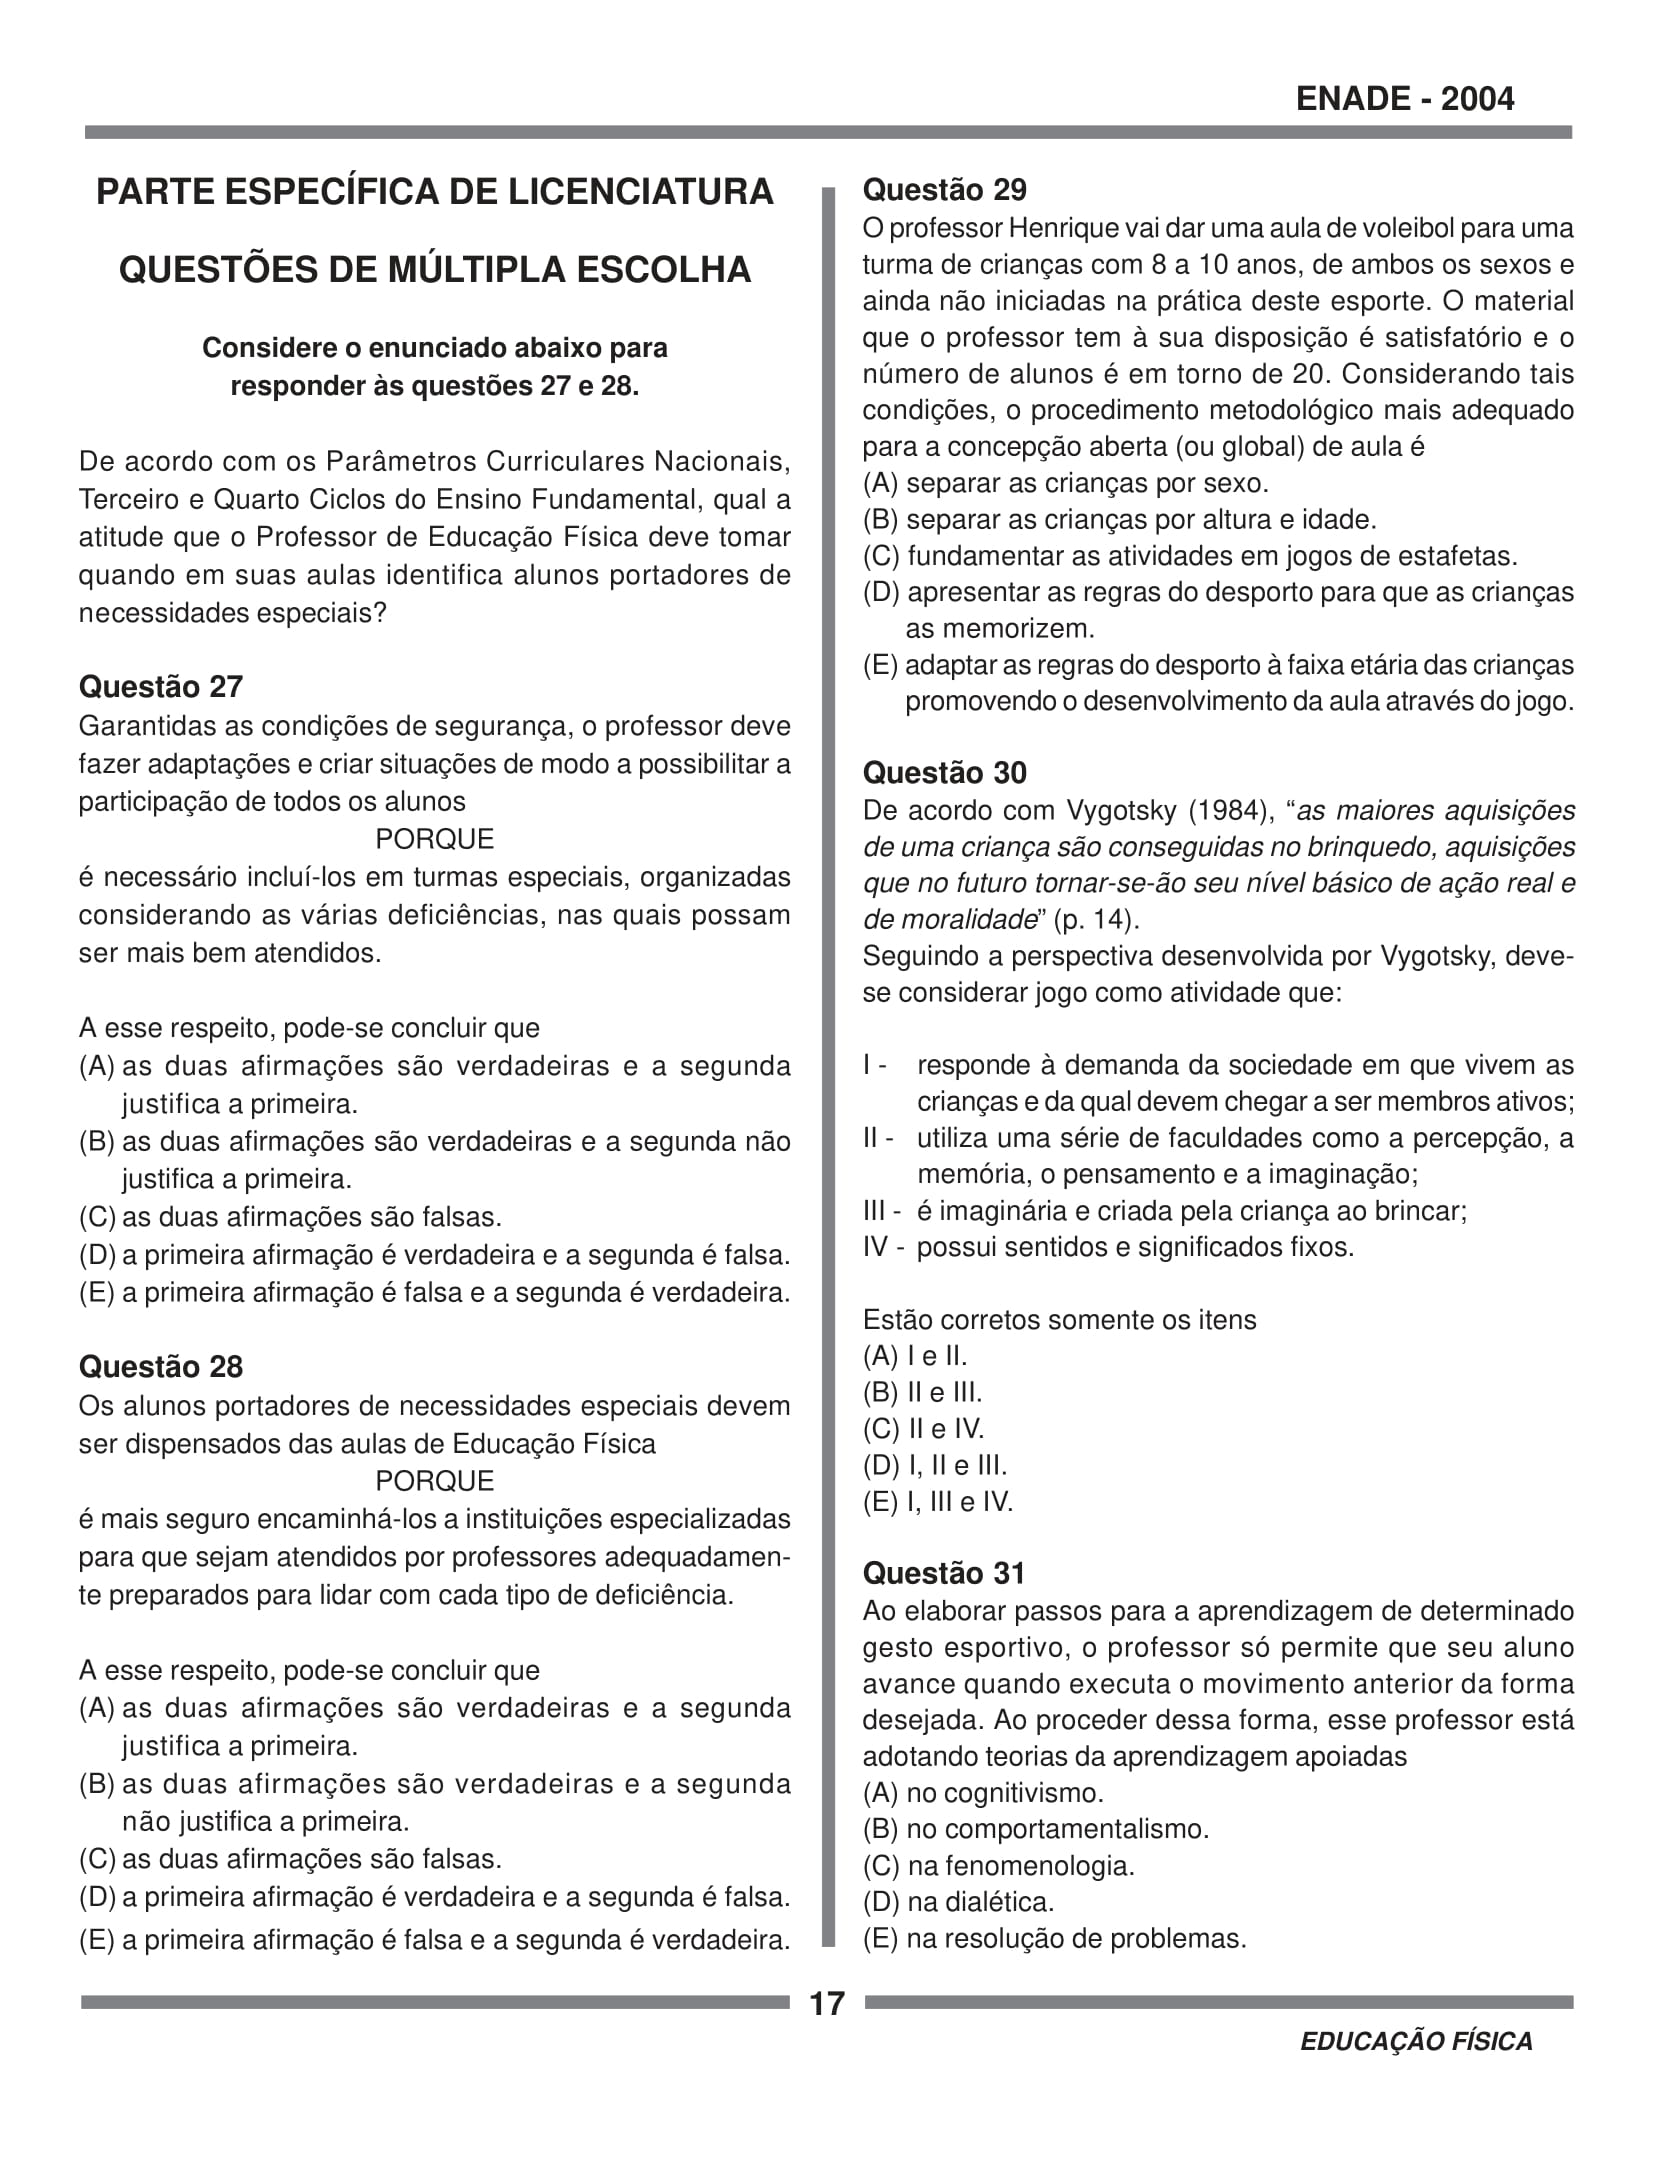 ENADE - 2004
PARTE ESPECÍFICA DE LICENCIATURA
QUESTÕES DE MÚLTIPLA ESCOLHA
Considere o enunciado abaixo para
responder às questões 27 e 28.
De acordo com os Parâmetros Curriculares Nacionais,
Terceiro e Quarto Ciclos do Ensino Fundamental, qual a
atitude que o Professor de Educação Física deve tomar
quando em suas aulas identifica alunos portadores de
necessidades especiais?
Questão 27
Garantidas as condições de segurança, o professor deve
fazer adaptações e criar situações de modo a possibilitar a
participação de todos os alunos
PORQUE
é necessário incluí-los em turmas especiais, organizadas
considerando as várias deficiências, nas quais possam
ser mais bem atendidos.
A esse respeito, pode-se concluir que
(A) as duas afirmações são verdadeiras e a segunda
justifica a primeira.
(B) as duas afirmações são verdadeiras e a segunda não
justifica a primeira.
(C) as duas afirmações são falsas.
(D) a primeira afirmação é verdadeira e a segunda é falsa.
(E) a primeira afirmação é falsa e a segunda é verdadeira.
Questão 28
Os alunos portadores de necessidades especiais devem
ser dispensados das aulas de Educação Física
PORQUE
é mais seguro encaminhá-los a instituições especializadas
para que sejam atendidos por professores adequadamen-
te preparados para lidar com cada tipo de deficiência.
A esse respeito, pode-se concluir que
(A) as duas afirmações são verdadeiras e a segunda
justifica a primeira.
(B) as duas afirmações são verdadeiras e a segunda
não justifica a primeira.
(C) as duas afirmações são falsas.
(D) a primeira afirmação é verdadeira e a segunda é falsa.
(E) a primeira afirmação é falsa e a segunda é verdadeira.
Questão 29
O professor Henrique vai dar uma aula de voleibol para uma
turma de crianças com 8 a 10 anos, de ambos os sexos e
ainda não iniciadas na prática deste esporte. O material
que o professor tem à sua disposição é satisfatório e o
número de alunos é em torno de 20. Considerando tais
condições, o procedimento metodológico mais adequado
para a concepção aberta (ou global) de aula é
(A) separar as crianças por sexo.
(B) separar as crianças por altura e idade.
(C) fundamentar as atividades em jogos de estafetas.
(D) apresentar as regras do desporto para que as crianças
as memorizem.
(E) adaptar as regras do desporto à faixa etária das crianças
promovendo o desenvolvimento da aula através do jogo.
Questão 30
De acordo com Vygotsky (1984), “as maiores aquisições
de uma criança são conseguidas no brinquedo, aquisições
que no futuro tornar-se-ão seu nível básico de ação real e
de moralidade” (p. 14).
Seguindo a perspectiva desenvolvida por Vygotsky, deve-
se considerar jogo como atividade que:
I - responde à demanda da sociedade em que vivem as
crianças e da qual devem chegar a ser membros ativos;
II - utiliza uma série de faculdades como a percepção, a
memória, o pensamento e a imaginação;
III - é imaginária e criada pela criança ao brincar;
IV - possui sentidos e significados fixos.
Estão corretos somente os itens
(A) I e II.
(B) II e III.
(C) II e IV.
(D) I, II e III.
(E) I, III e IV.
Questão 31
Ao elaborar passos para a aprendizagem de determinado
gesto esportivo, o professor só permite que seu aluno
avance quando executa o movimento anterior da forma
desejada. Ao proceder dessa forma, esse professor está
adotando teorias da aprendizagem apoiadas
(A) no cognitivismo.
(B) no comportamentalismo.
(C) na fenomenologia.
(D) na dialética.
(E) na resolução de problemas.
17
EDUCAÇÃO FÍSICA